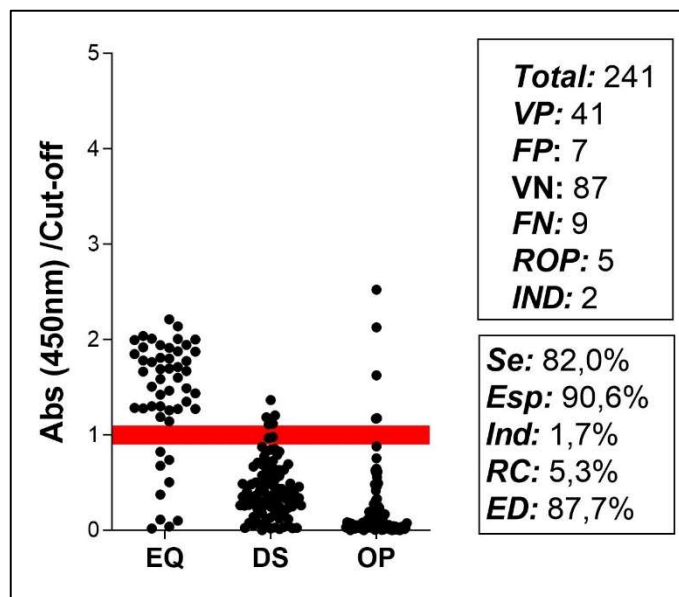 5
4
3
2
1
0
Abs (450nm) /Cut-off
EQ DS OP
Total: 241
VP: 41
FP: 7
VN: 87
FN: 9
ROP: 5
IND: 2
Se: 82,0%
Esp: 90,6%
Ind: 1,7%
RC: 5,3%
ED: 87,7%